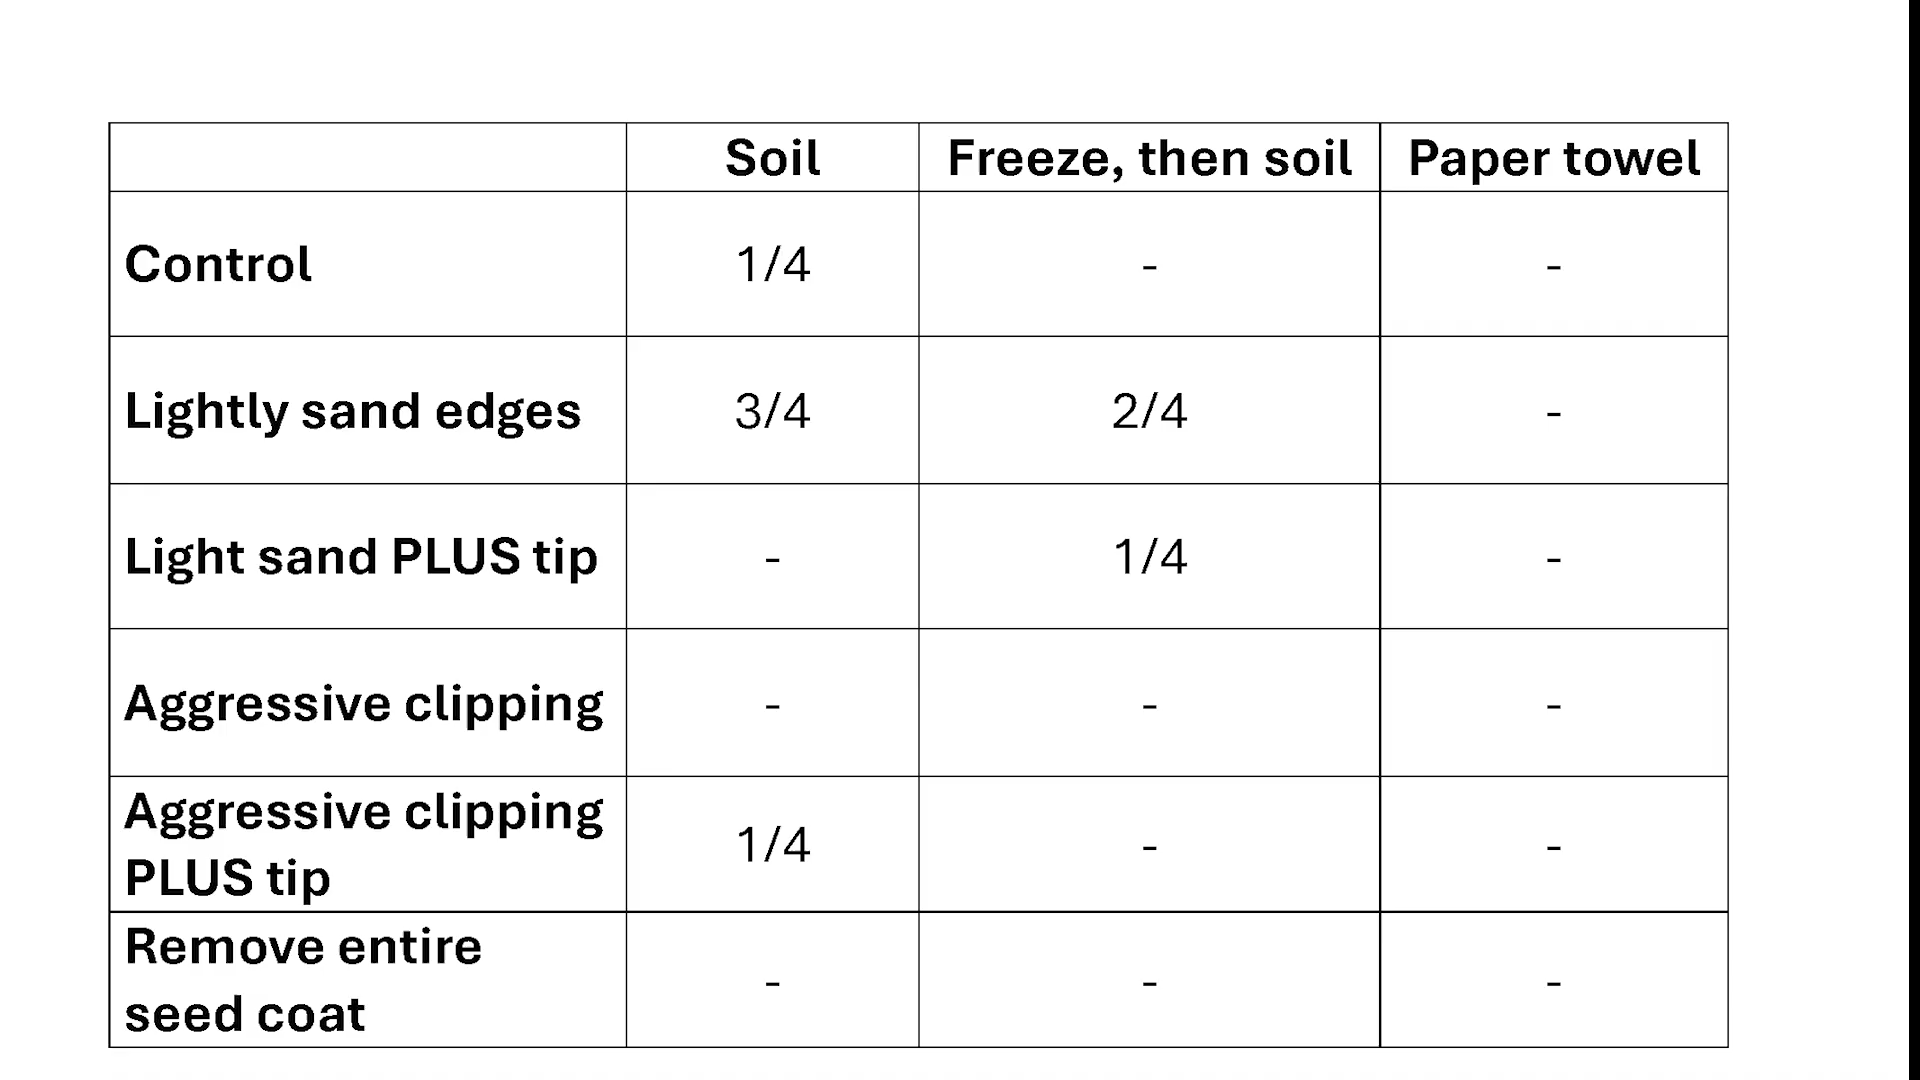 Soil Freeze, then soil Paper towel
Control 1/4 - -
Lightly sand edges 3/4 2/4 -
Light sand PLUS tip - 1/4 -
Aggressive clipping - - -
Aggressive clipping
PLUS tip 1/4 - -
Remove entire
seed coat - - -